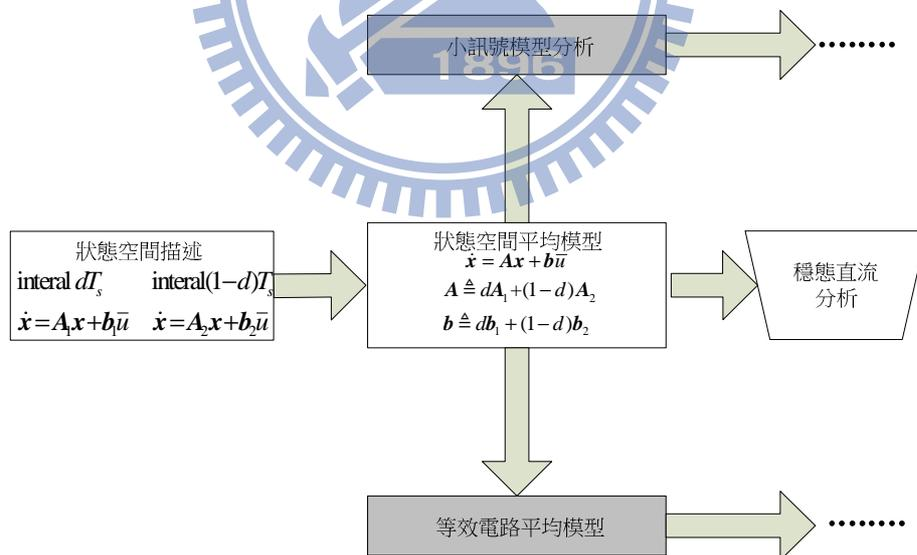 小訊號模型分析
1896
狀態空間描述
interal dTₛ interal(1−d)Tₛ
ẋ=A₁x+b₁ū ẋ=A₂x+b₂ū
狀態空間平均模型
ẋ = Ax + bū
A ≜ dA₁+(1−d)A₂
b ≜ db₁+(1−d)b₂
穩態直流
分析
等效電路平均模型